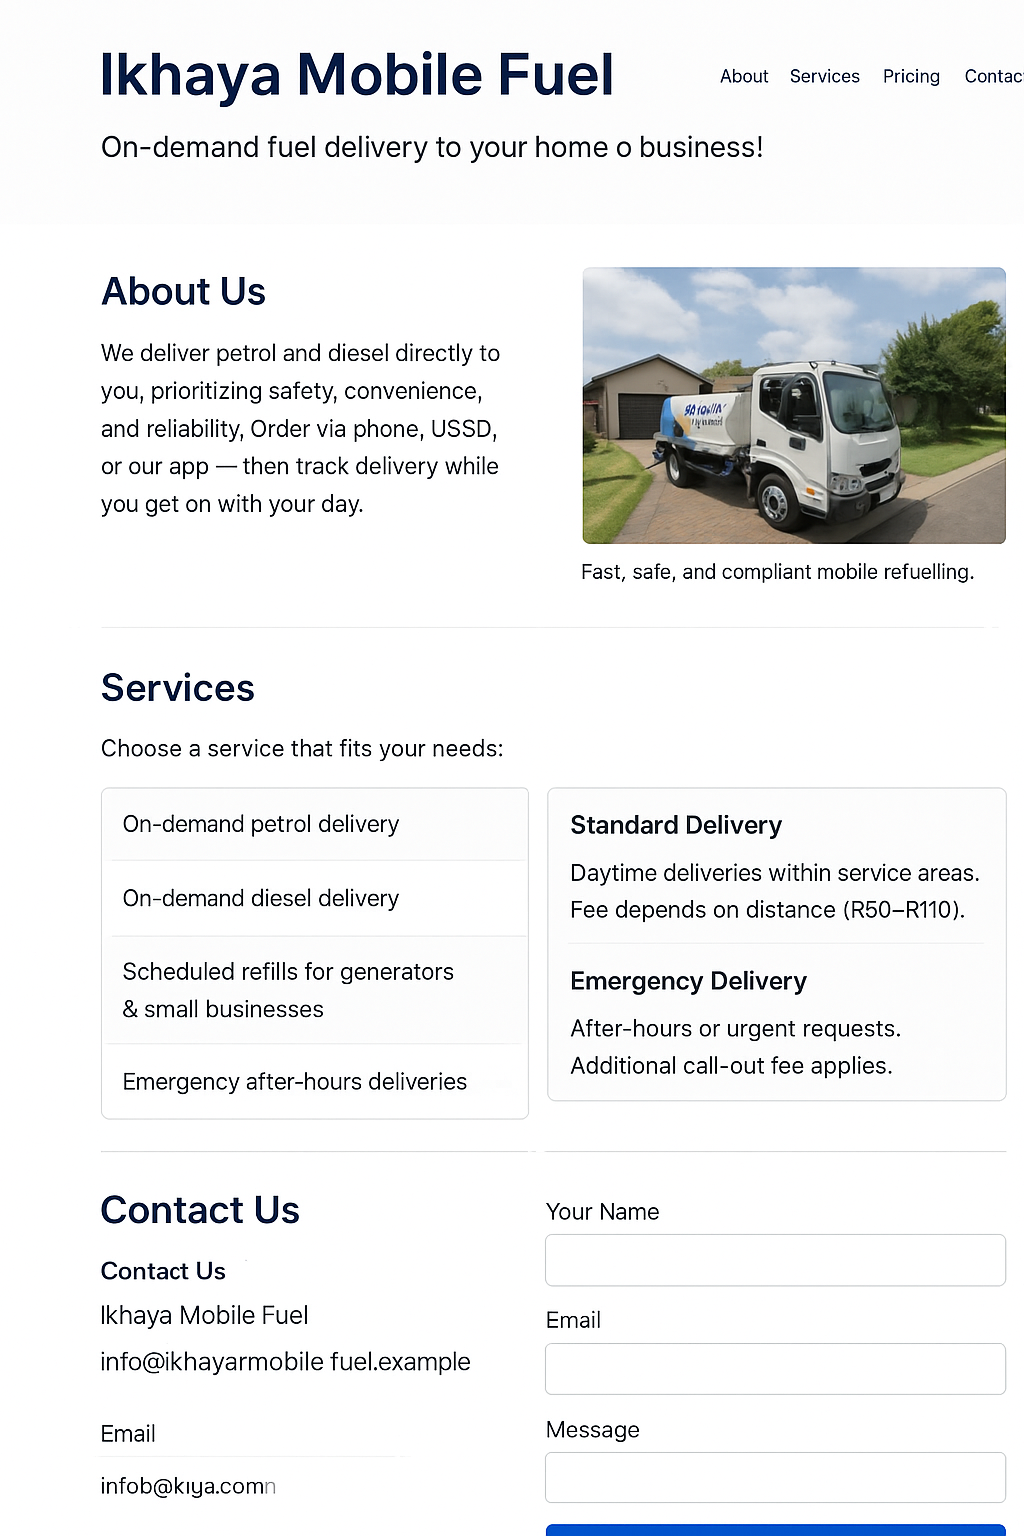 Ikhaya Mobile Fuel
About Services Pricing Contac
On-demand fuel delivery to your home o business!
About Us
We deliver petrol and diesel directly to
you, prioritizing safety, convenience,
and reliability, Order via phone, USSD,
or our app — then track delivery while
you get on with your day.
Fast, safe, and compliant mobile refuelling.
Services
Choose a service that fits your needs:
On-demand petrol delivery
On-demand diesel delivery
Scheduled refills for generators
& small businesses
Emergency after-hours deliveries
Standard Delivery
Daytime deliveries within service areas.
Fee depends on distance (R50–R110).
Emergency Delivery
After-hours or urgent requests.
Additional call-out fee applies.
Contact Us
Contact Us
Ikhaya Mobile Fuel
info@ikhayarmobile fuel.example
Email
infob@kıya.comn
Your Name
Email
Message